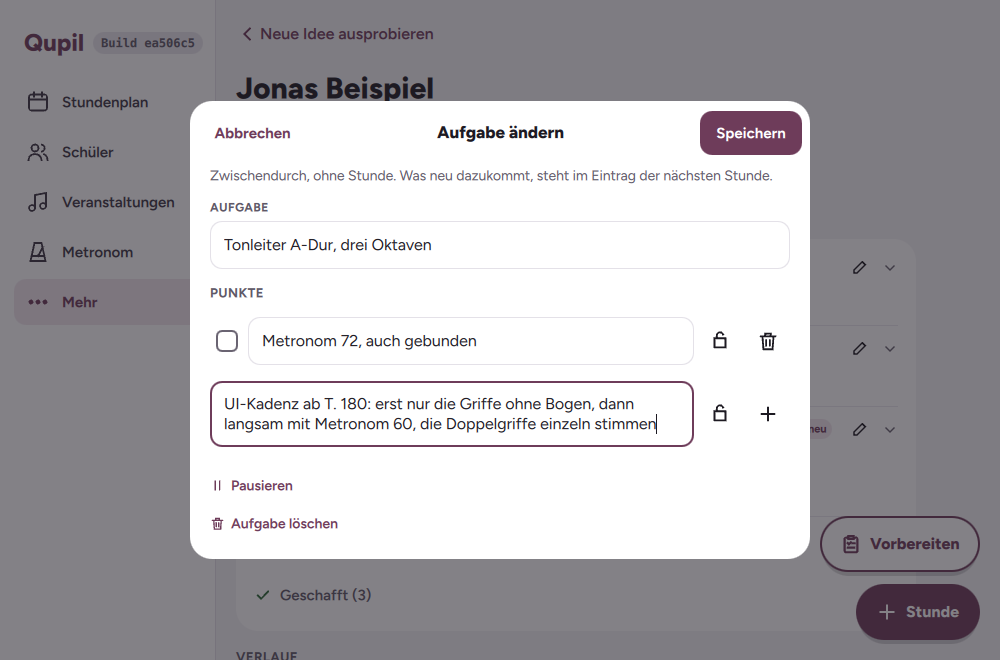 Qupil
Build ea506c5
Neue Idee ausprobieren
Jonas Beispiel
Stundenplan
Schüler
Veranstaltungen
Metronom
Mehr
Abbrechen
Aufgabe ändern
Speichern
Zwischendurch, ohne Stunde. Was neu dazukommt, steht im Eintrag der nächsten Stunde.
AUFGABE
Tonleiter A-Dur, drei Oktaven
PUNKTE
Metronom 72, auch gebunden
UI-Kadenz ab T. 180: erst nur die Griffe ohne Bogen, dann
langsam mit Metronom 60, die Doppelgriffe einzeln stimmen
Pausieren
Aufgabe löschen
neu
Vorbereiten
Geschafft (3)
Stunde
VERLAUF